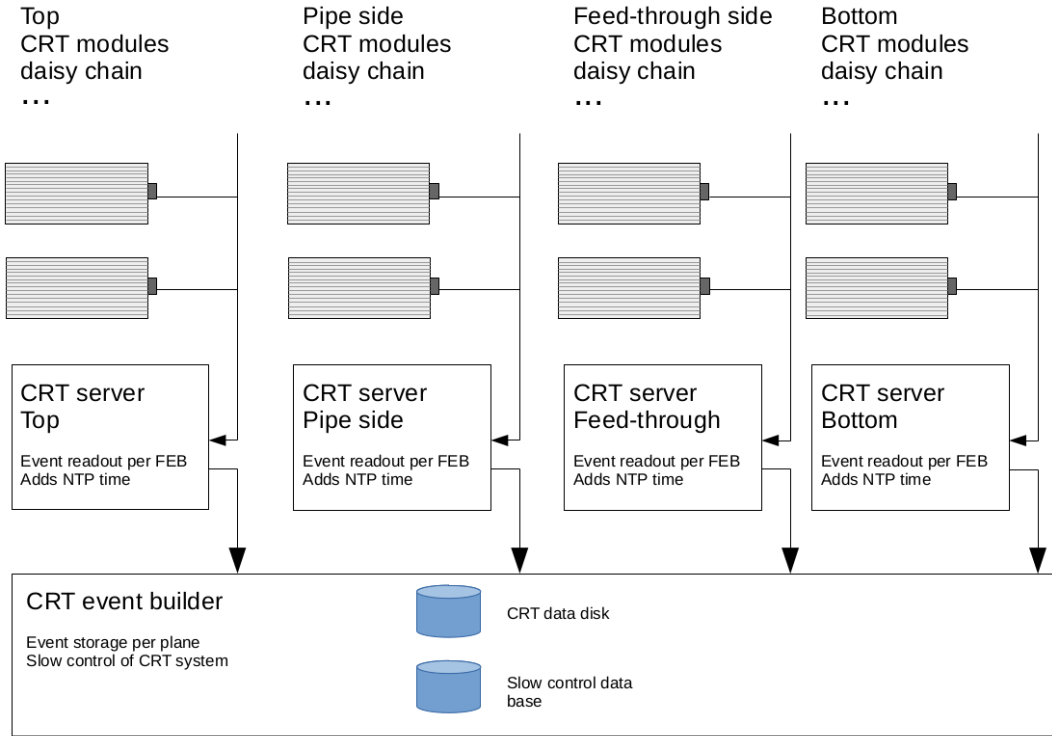 Top
CRT modules
daisy chain
...
Pipe side
CRT modules
daisy chain
...
Feed-through side
CRT modules
daisy chain
...
Bottom
CRT modules
daisy chain
...
CRT server
Top
Event readout per FEB
Adds NTP time
CRT server
Pipe side
Event readout per FEB
Adds NTP time
CRT server
Feed-through
Event readout per FEB
Adds NTP time
CRT server
Bottom
Event readout per FEB
Adds NTP time
CRT event builder
Event storage per plane
Slow control of CRT system
CRT data disk
Slow control data
base